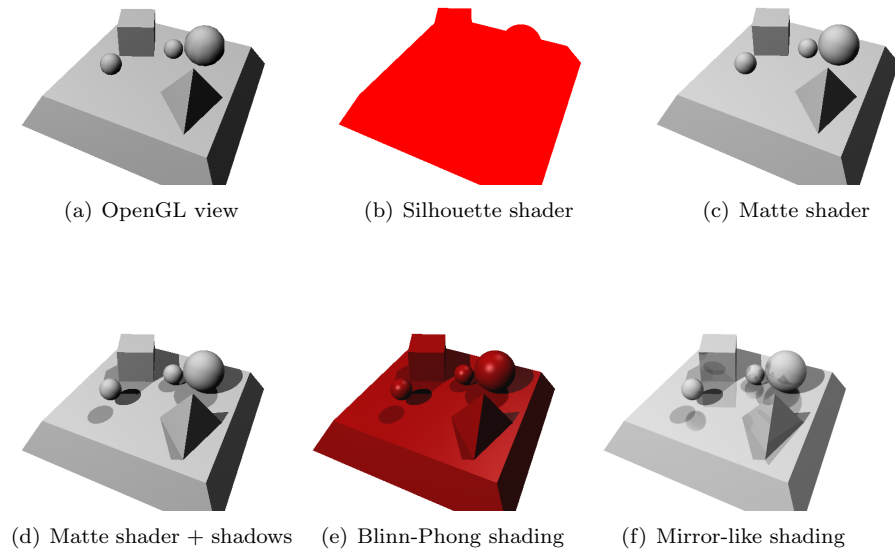 (a) OpenGL view
(b) Silhouette shader
(c) Matte shader
(d) Matte shader + shadows
(e) Blinn-Phong shading
(f) Mirror-like shading